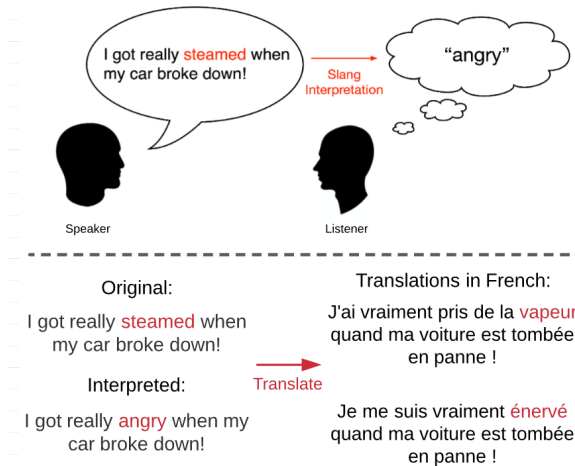 I got really steamed when
my car broke down!
Slang
Interpretation
“angry”
Speaker
Listener
Original:
I got really steamed when
my car broke down!
Interpreted:
I got really angry when my
car broke down!
Translate
Translations in French:
J'ai vraiment pris de la vapeur
quand ma voiture est tombée
en panne !
Je me suis vraiment énervé
quand ma voiture est tombée
en panne !